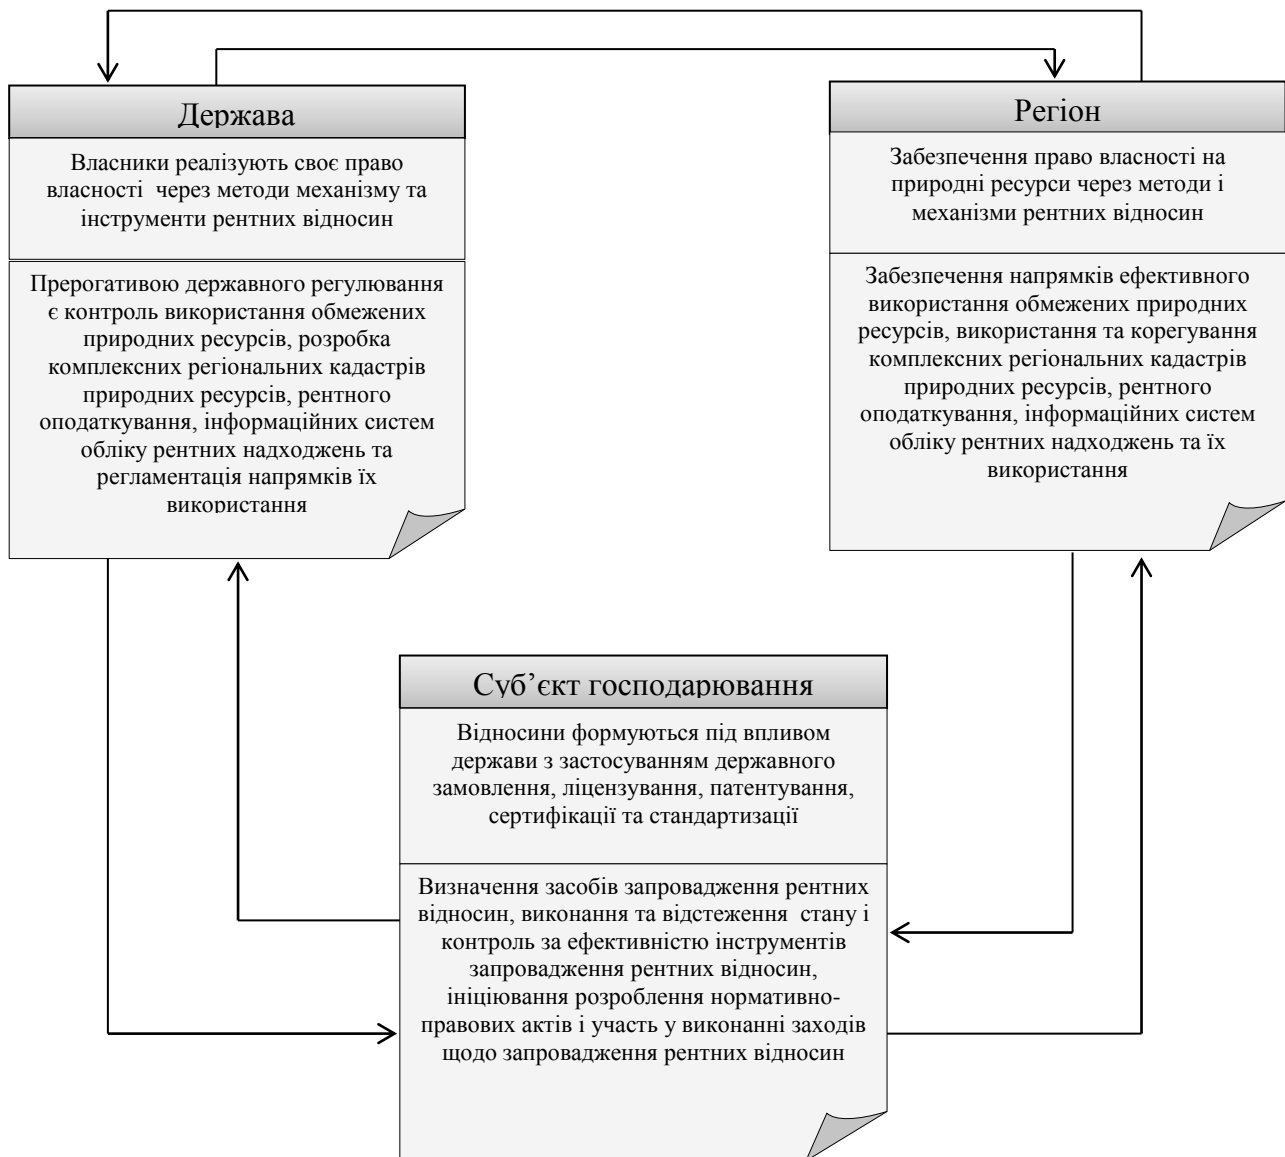 Держава
Власники реалізують своє право
власності через методи механізму та
інструменти рентних відносин
Прерогативою державного регулювання
є контроль використання обмежених
природних ресурсів, розробка
комплексних регіональних кадастрів
природних ресурсів, рентного
оподаткування, інформаційних систем
обліку рентних надходжень та
регламентація напрямків їх
використання
Регіон
Забезпечення право власності на
природні ресурси через методи і
механізми рентних відносин
Забезпечення напрямків ефективного
використання обмежених природних
ресурсів, використання та корегування
комплексних регіональних кадастрів
природних ресурсів, рентного
оподаткування, інформаційних систем
обліку рентних надходжень та їх
використання
Суб’єкт господарювання
Відносини формуються під впливом
держави з застосуванням державного
замовлення, ліцензування, патентування,
сертифікації та стандартизації
Визначення засобів запровадження рентних
відносин, виконання та відстеження стану і
контроль за ефективністю інструментів
запровадження рентних відносин,
ініціювання розроблення нормативно-
правових актів і участь у виконанні заходів
щодо запровадження рентних відносин